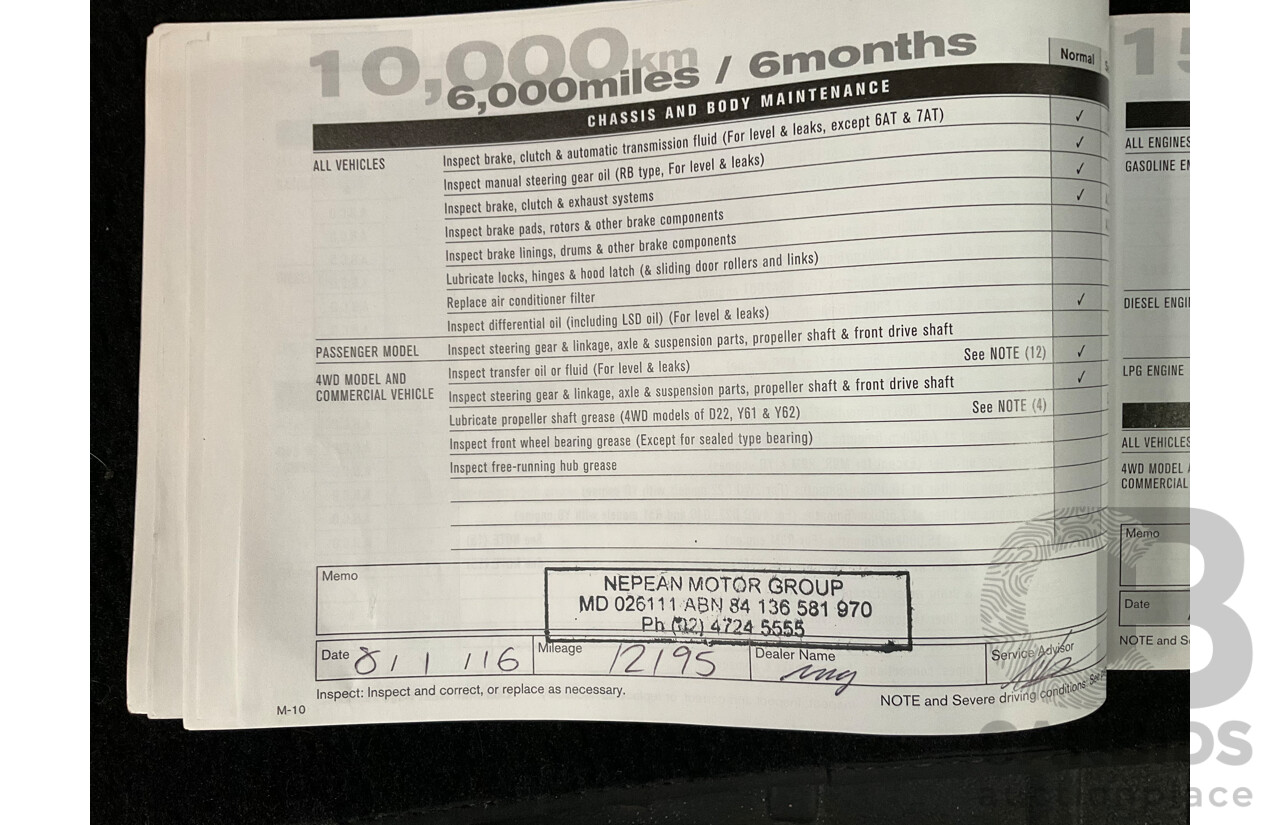 10,000km
6,000miles / 6months
Normal
CHASSIS AND BODY MAINTENANCE
ALL VEHICLES
Inspect brake, clutch & automatic transmission fluid (For level & leaks, except 6AT & 7AT) ✓
Inspect manual steering gear oil (RB type, For level & leaks) ✓
Inspect brake, clutch & exhaust systems ✓
Inspect brake pads, rotors & other brake components ✓
Inspect brake linings, drums & other brake components
Lubricate locks, hinges & hood latch (& sliding door rollers and links)
Replace air conditioner filter
Inspect differential oil (including LSD oil) (For level & leaks) ✓
PASSENGER MODEL
Inspect steering gear & linkage, axle & suspension parts, propeller shaft & front drive shaft
4WD MODEL AND
COMMERCIAL VEHICLE
Inspect transfer oil or fluid (For level & leaks) See NOTE (12) ✓
Inspect steering gear & linkage, axle & suspension parts, propeller shaft & front drive shaft ✓
Lubricate propeller shaft grease (4WD models of D22, Y61 & Y62) See NOTE (4)
Inspect front wheel bearing grease (Except for sealed type bearing)
Inspect free-running hub grease
Memo
NEPEAN MOTOR GROUP
MD 026111 ABN 84 136 581 970
Ph (02) 4724 5555
Date 8/1/16
Mileage 12195
Dealer Name nmg
Service Advisor
Inspect: Inspect and correct, or replace as necessary.
NOTE and Severe driving conditions: See
M-10
15
ALL ENGINES
GASOLINE
DIESEL
LPG ENGINE
ALL VEHICLES
4WD MODEL
COMMERCIAL
Memo
Date
NOTE and
auctionplace